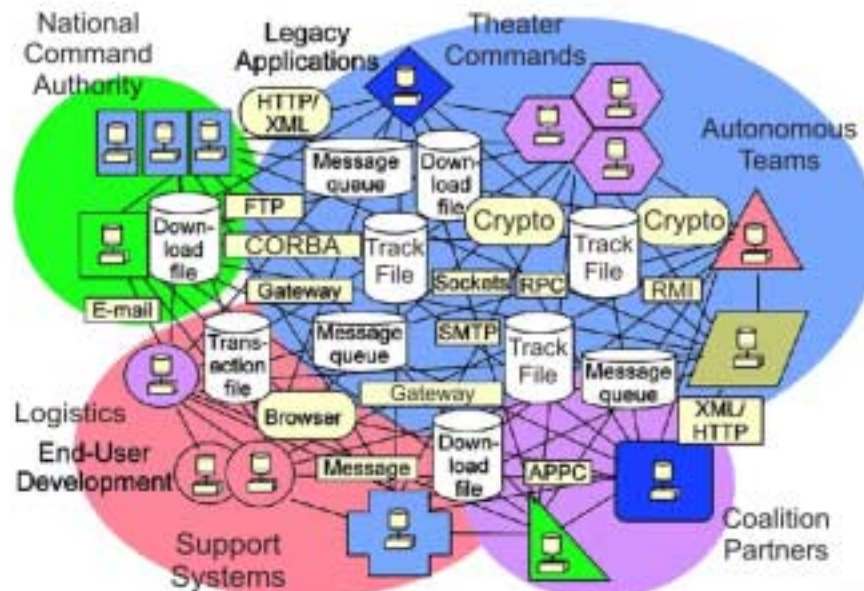 National
Command
Authority
Legacy
Applications
Theater
Commands
HTTP/
XML
Autonomous
Teams
Message
queue
Down-
load
file
FTP
Crypto
Crypto
Down-
load
file
CORBA
Track
File
Track
File
Gateway
Sockets
RPC
RMI
E-mail
Trans-
action
file
Message
queue
SMTP
Track
File
Message
queue
Gateway
Logistics
Browser
XML/
HTTP
End-User
Development
Message
Down-
load
file
APPC
Support
Systems
Coalition
Partners